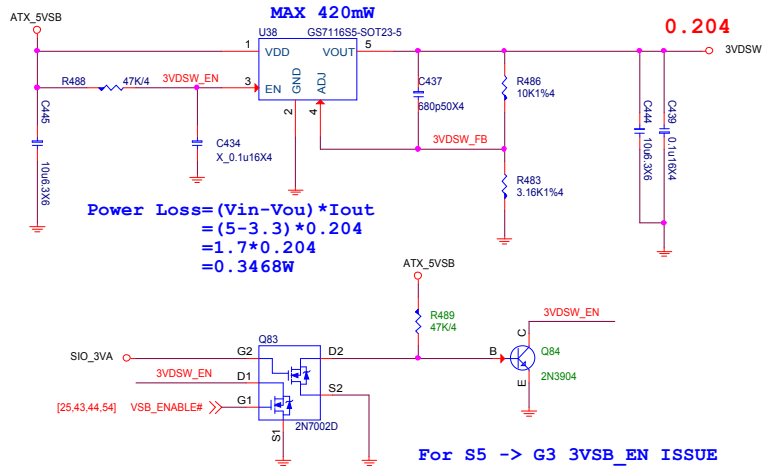 MAX 420mW
ATX_5VSB
U38 GS7116S5-SOT23-5
0.204
1 VDD VOUT 5
3VDSW
R488 47K/4 3VDSW_EN 3 EN GND ADJ
2 4
C445
10u6.3X6
C434
X_0.1u16X4
C437
680p50X4
R486
10K1%4
3VDSW_FB
R483
3.16K1%4
C444
10u6.3X6
C439
0.1u16X4
Power Loss=(Vin-Vou)*Iout
=(5-3.3)*0.204
=1.7*0.204
=0.3468W
ATX_5VSB
R489
47K/4
3VDSW_EN
Q83
SIO_3VA G2 D2
B C E
Q84
2N3904
3VDSW_EN D1
S2
[25,43,44,54] VSB_ENABLE# G1
S1
2N7002D
For S5 -> G3 3VSB_EN ISSUE